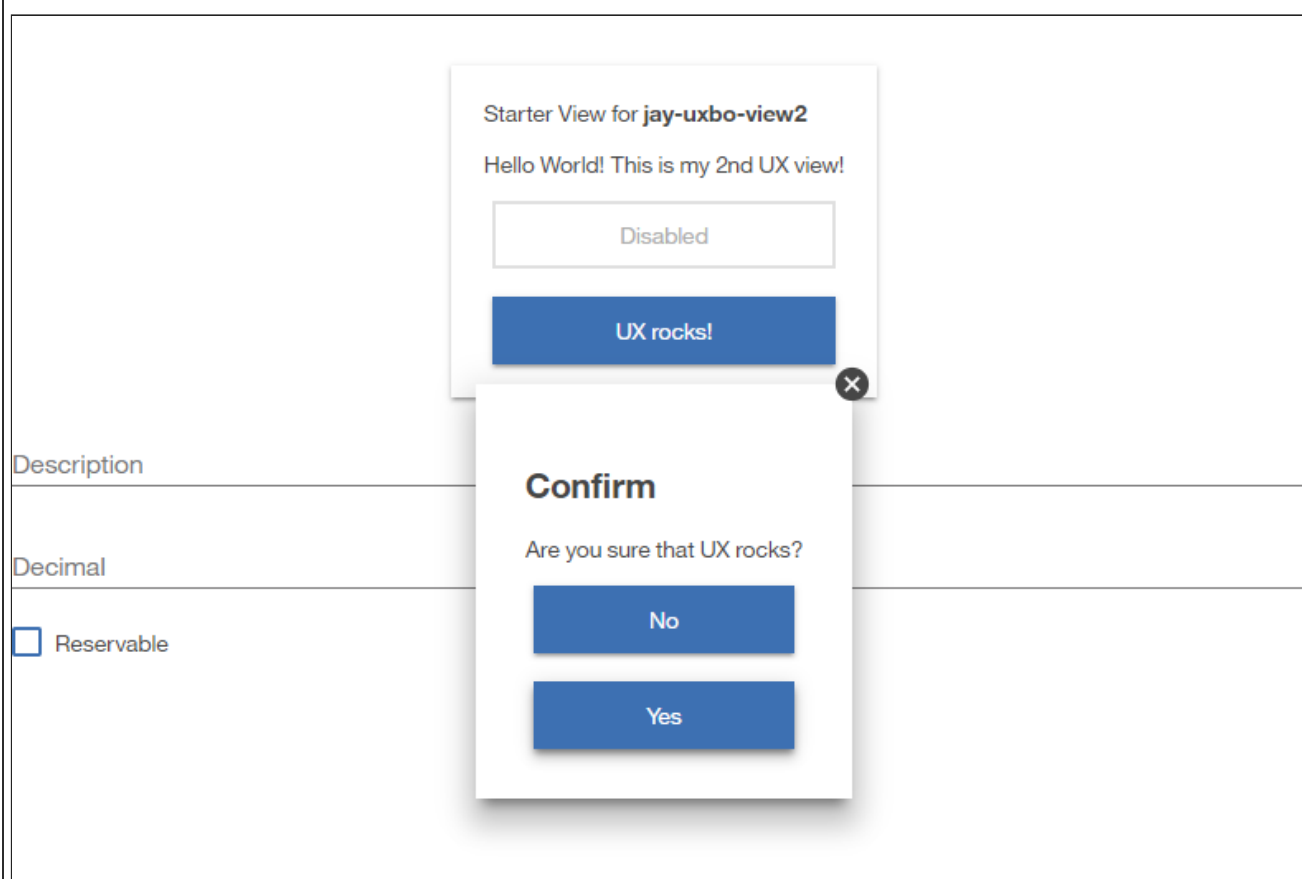 Starter View for jay-uxbo-view2
Hello World! This is my 2nd UX view!
Disabled
UX rocks!
Description
Confirm
Are you sure that UX rocks?
Decimal
No
Reservable
Yes